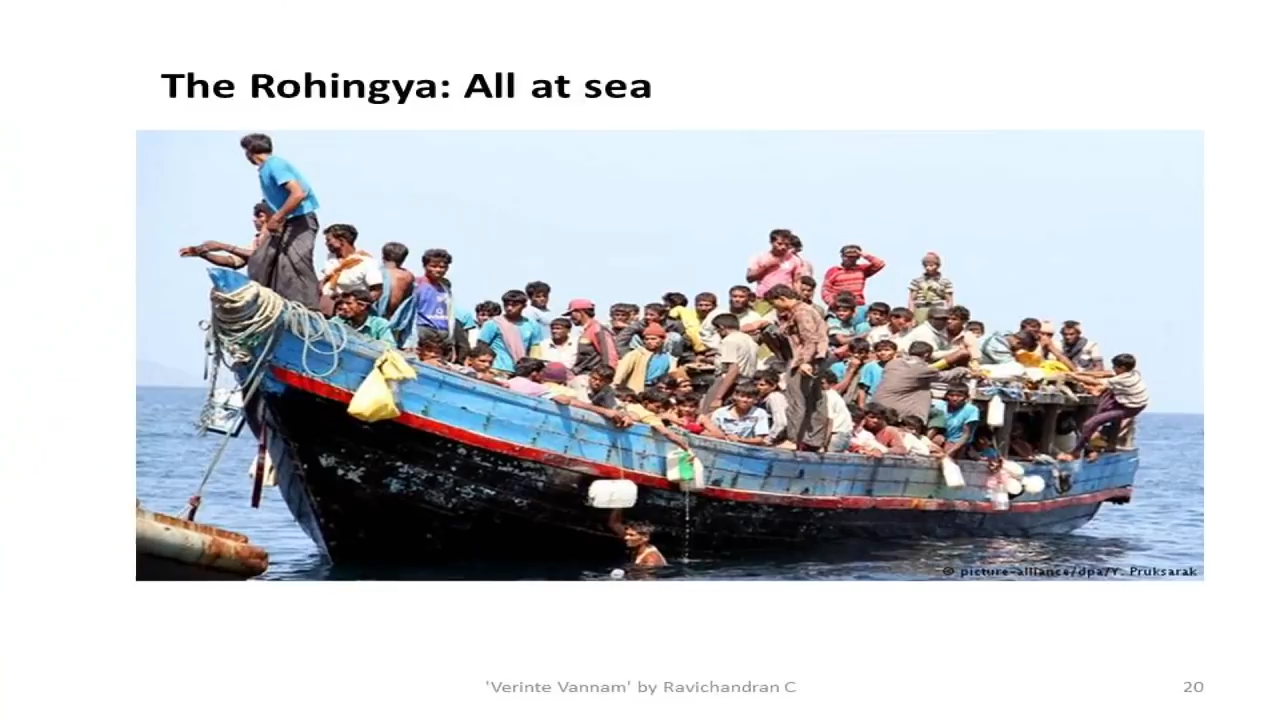 The Rohingya: All at sea
© picture-alliance/dpa/Y. Pruksarak
'Verinte Vannam' by Ravichandran C
20